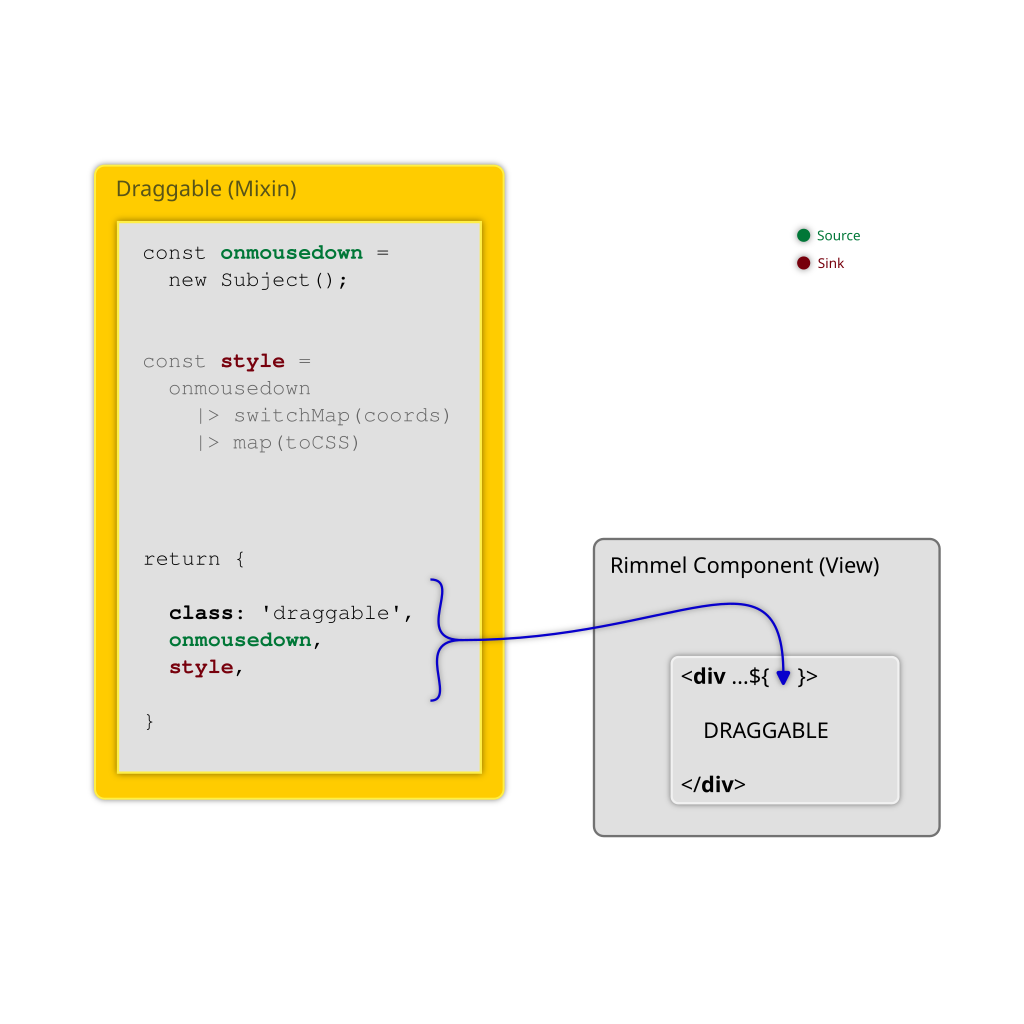 Draggable (Mixin)
const onmousedown =
new Subject();
const style =
onmousedown
|> switchMap(coords)
|> map(toCSS)
return {
class: 'draggable',
onmousedown,
style,
}
Source
Sink
Rimmel Component (View)
<div ...${ }>
DRAGGABLE
</div>